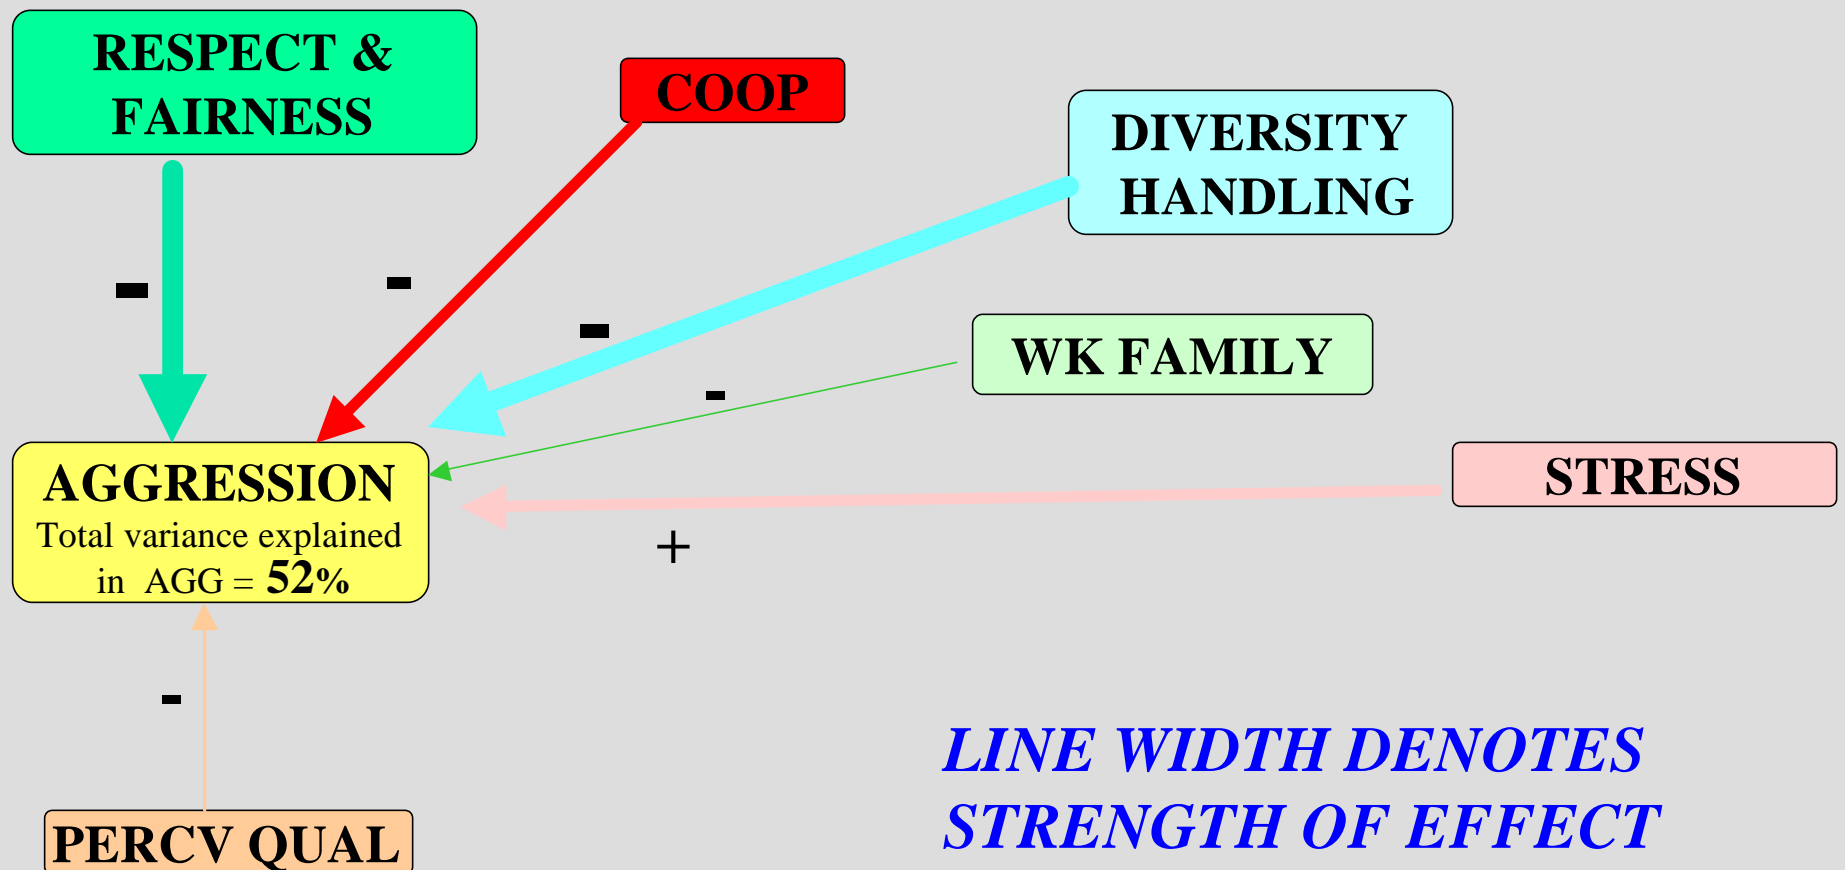 RESPECT &
FAIRNESS
COOP
DIVERSITY
HANDLING
-
-
-
WK FAMILY
-
AGGRESSION
Total variance explained
in AGG = 52%
STRESS
+
-
LINE WIDTH DENOTES
STRENGTH OF EFFECT
PERCV QUAL